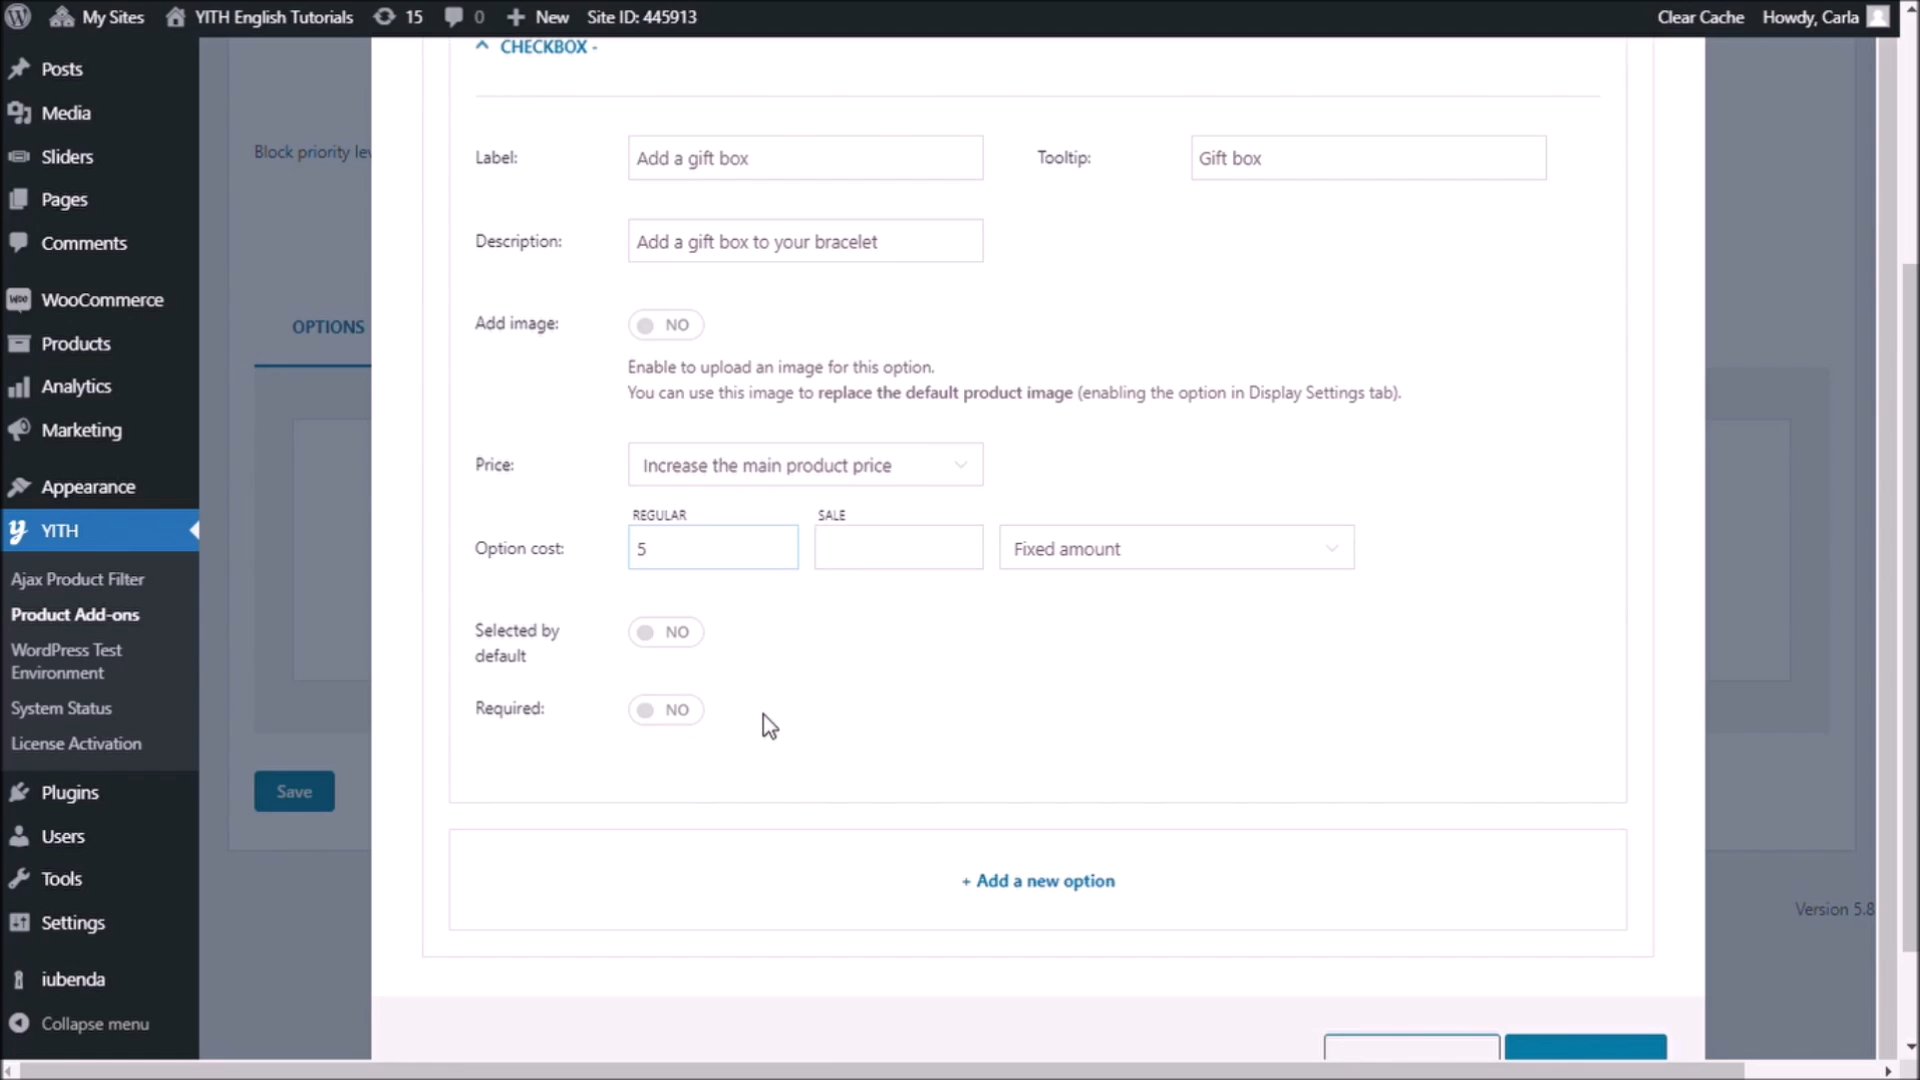 My Sites
YITH English Tutorials
15
0
New
Site ID: 445913
Clear Cache
Howdy, Carla
Posts
Media
Sliders
Pages
Comments
WooCommerce
Products
Analytics
Marketing
Appearance
YITH
Ajax Product Filter
Product Add-ons
WordPress Test
Environment
System Status
License Activation
Plugins
Users
Tools
Settings
iubenda
Collapse menu
Block priority lev
OPTIONS
Save
CHECKBOX -
Label:
Add a gift box
Tooltip:
Gift box
Description:
Add a gift box to your bracelet
Add image:
NO
Enable to upload an image for this option.
You can use this image to replace the default product image (enabling the option in Display Settings tab).
Price:
Increase the main product price
REGULAR
SALE
Option cost:
5
Fixed amount
Selected by
default
NO
Required:
NO
+ Add a new option
Version 5.8